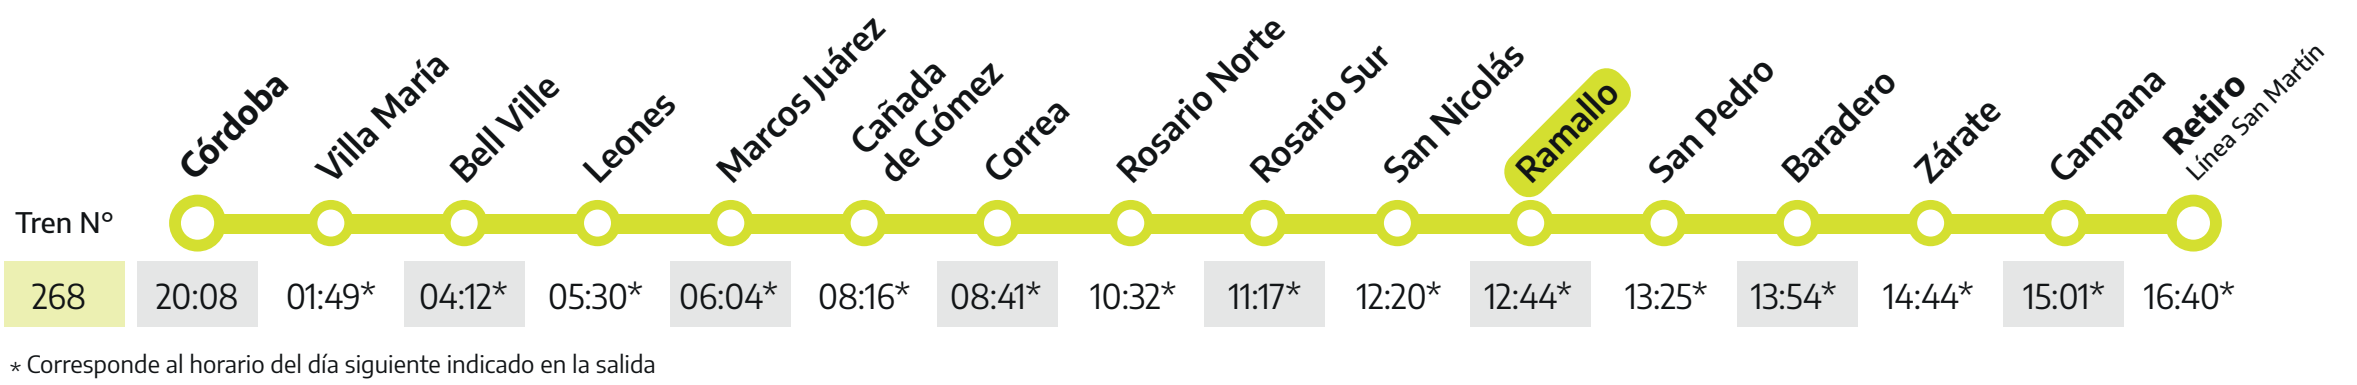 Córdoba
Villa María
Bell Ville
Leones
Marcos Juárez
Cañada
de Gómez
Correa
Rosario Norte
Rosario Sur
San Nicolás
Ramallo
San Pedro
Baradero
Zárate
Campana
Retiro
Línea San Martín
Tren N°
268 20:08 01:49* 04:12* 05:30* 06:04* 08:16* 08:41* 10:32* 11:17* 12:20* 12:44* 13:25* 13:54* 14:44* 15:01* 16:40*
* Corresponde al horario del día siguiente indicado en la salida